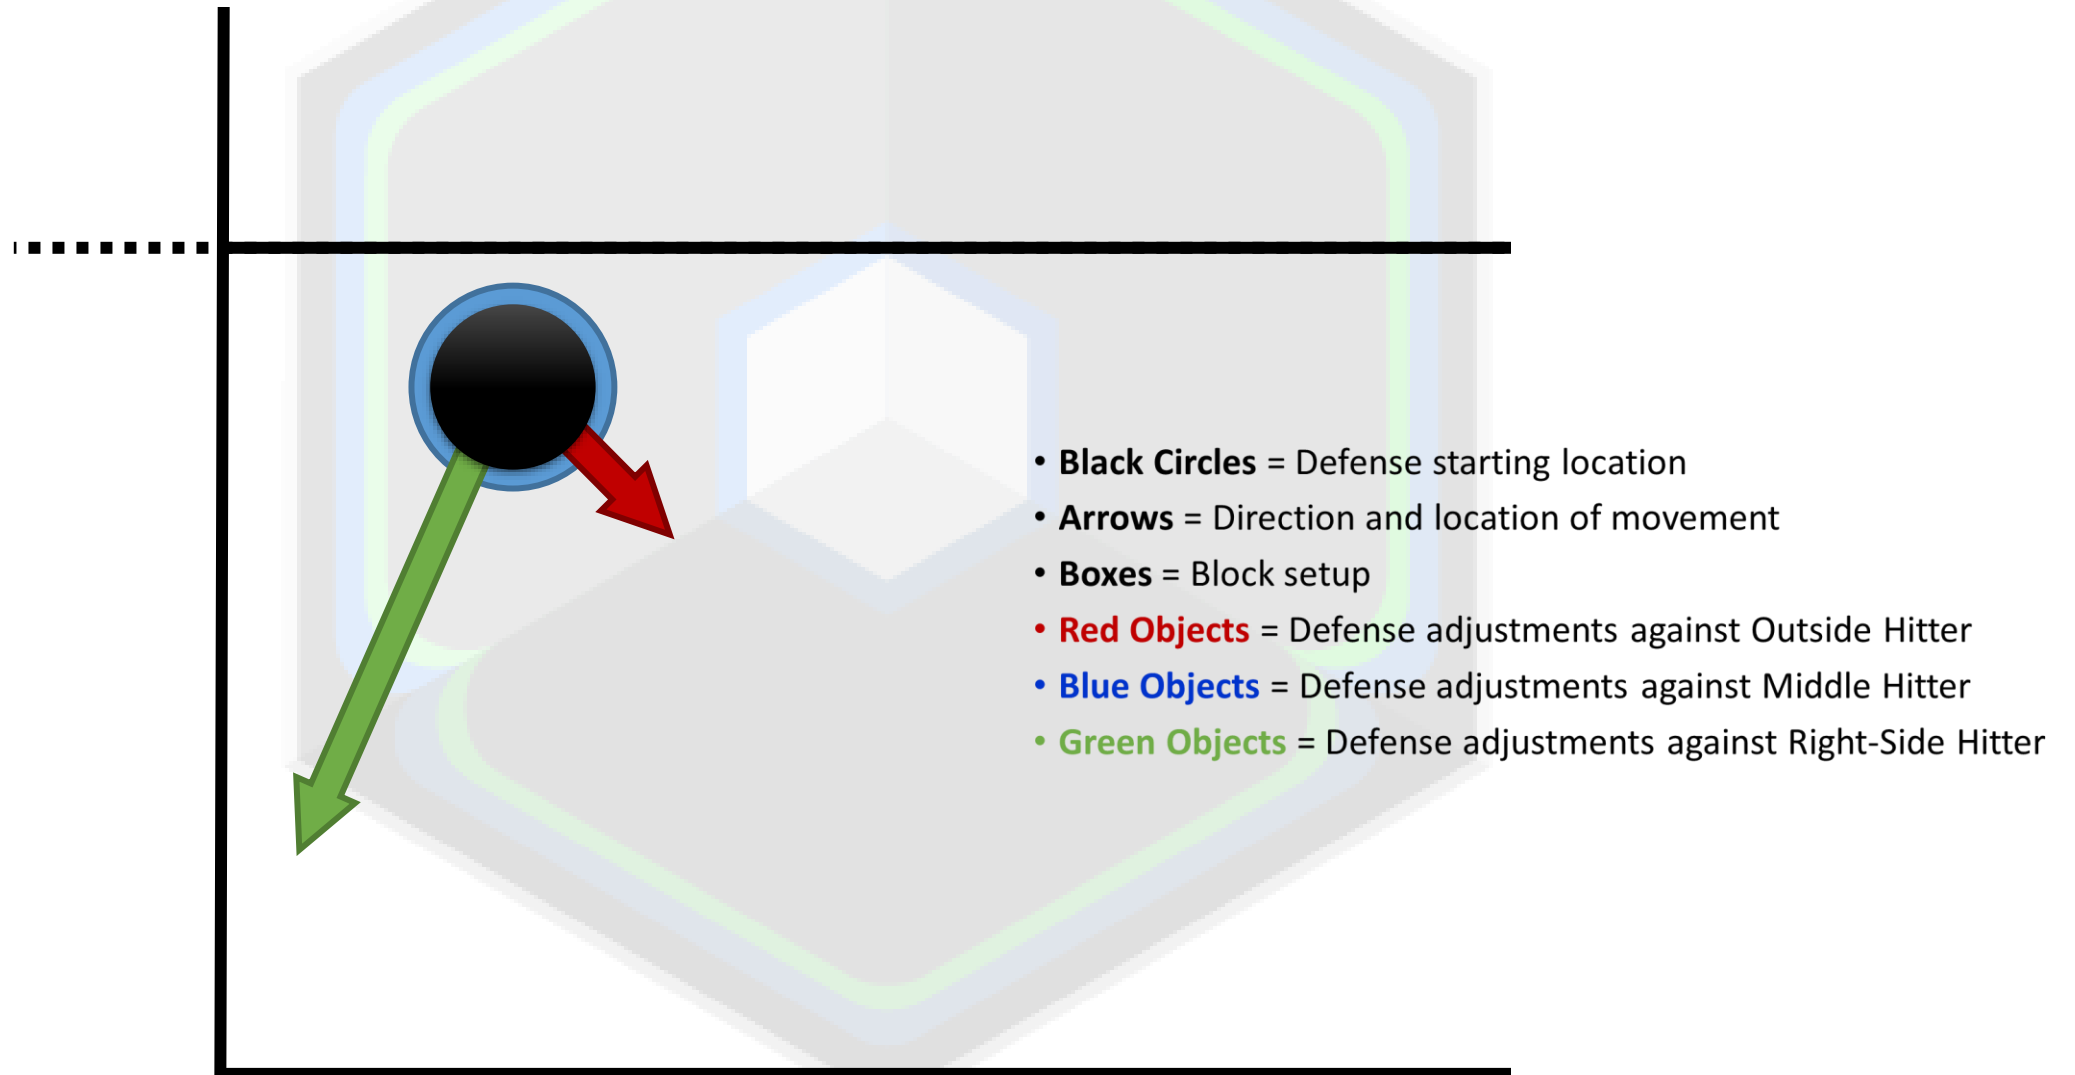 • Black Circles = Defense starting location
• Arrows = Direction and location of movement
• Boxes = Block setup
• Red Objects = Defense adjustments against Outside Hitter
• Blue Objects = Defense adjustments against Middle Hitter
• Green Objects = Defense adjustments against Right-Side Hitter